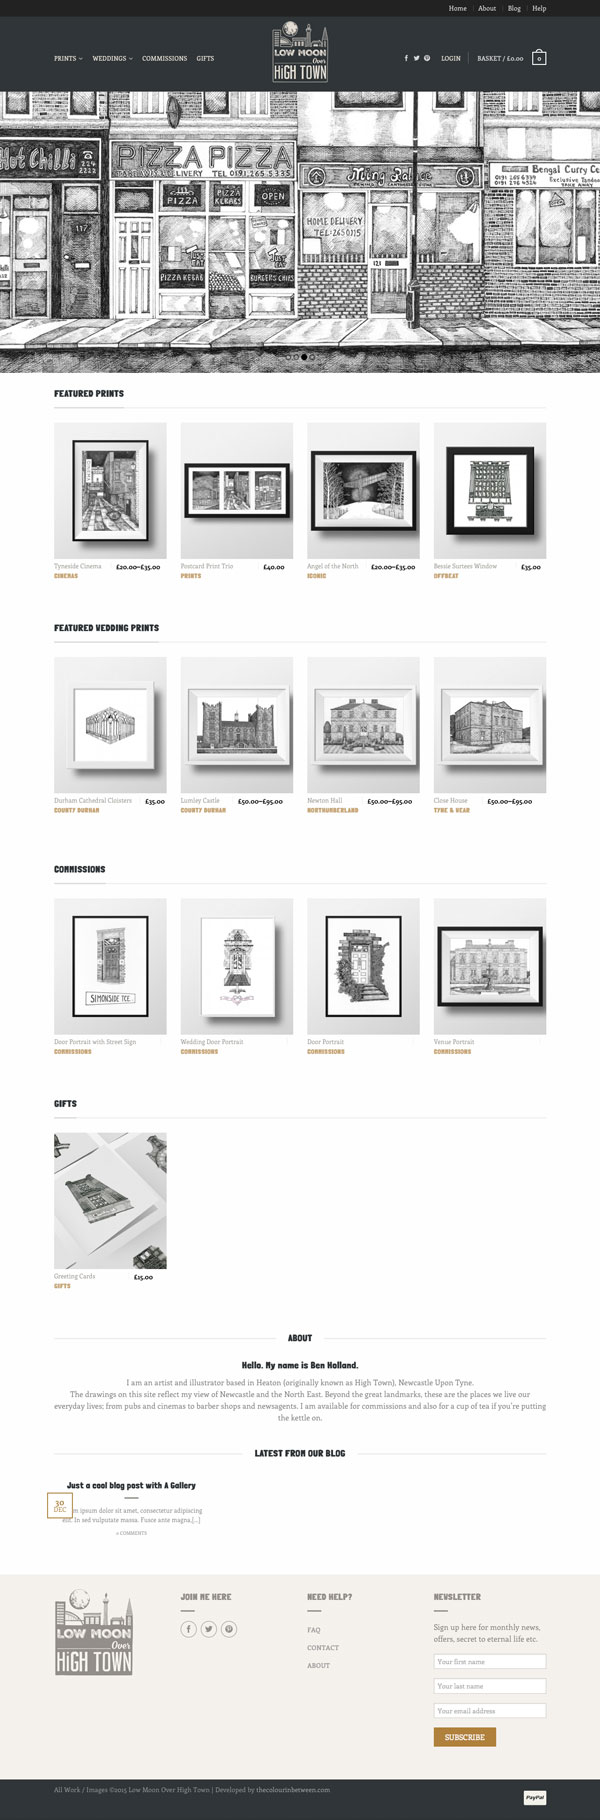 Home About Blog Help
PRINTS WEDDINGS COMMISSIONS GIFTS
LOW MOON
Over
HIGH TOWN
LOGIN BASKET / £0.00 0
Hot Chilli
224
2222
117
PIZZA PIZZA
DELIVERY TEL 0191 265 5335
PIZZA
PIZZA
KEBABS
OPEN
PIZZA KEBAB
BURGERS CHIPS
Ming Palace
HOME DELIVERY
TEL:2650115
121
Bengal Curry Ce
0191 265 6339
0191 276 4524
Exclusive Tandoo
TAKE AWAY
FEATURED PRINTS
Tyneside Cinema £20.00–£35.00
CINEMAS
Postcard Print Trio £40.00
PRINTS
Angel of the North £20.00–£35.00
ICONIC
Bessie Surtees Window £35.00
OFFBEAT
FEATURED WEDDING PRINTS
Durham Cathedral Cloisters £35.00
COUNTY DURHAM
Lumley Castle £50.00–£95.00
COUNTY DURHAM
Newton Hall £50.00–£95.00
NORTHUMBERLAND
Close House £50.00–£95.00
TYNE & WEAR
COMMISSIONS
SIMONSIDE TCE.
Door Portrait with Street Sign
COMMISSIONS
Wedding Door Portrait
COMMISSIONS
Door Portrait
COMMISSIONS
Venue Portrait
COMMISSIONS
GIFTS
Greeting Cards £15.00
GIFTS
ABOUT
Hello. My name is Ben Holland.
I am an artist and illustrator based in Heaton (originally known as High Town), Newcastle Upon Tyne.
The drawings on this site reflect my view of Newcastle and the North East. Beyond the great landmarks, these are the places we live our
everyday lives; from pubs and cinemas to barber shops and newsagents. I am available for commissions and also for a cup of tea if you're putting
the kettle on.
LATEST FROM OUR BLOG
Just a cool blog post with A Gallery
30
DEC
ipsum dolor sit amet, consectetur adipiscing
elit. In sed vulputate massa. Fusce ante magna,[...]
0 COMMENTS
LOW MOON
Over
HIGH TOWN
JOIN ME HERE
NEED HELP?
FAQ
CONTACT
ABOUT
NEWSLETTER
Sign up here for monthly news,
offers, secret to eternal life etc.
Your first name
Your last name
Your email address
SUBSCRIBE
All Work / Images ©2015 Low Moon Over High Town | Developed by thecolourinbetween.com
PayPal